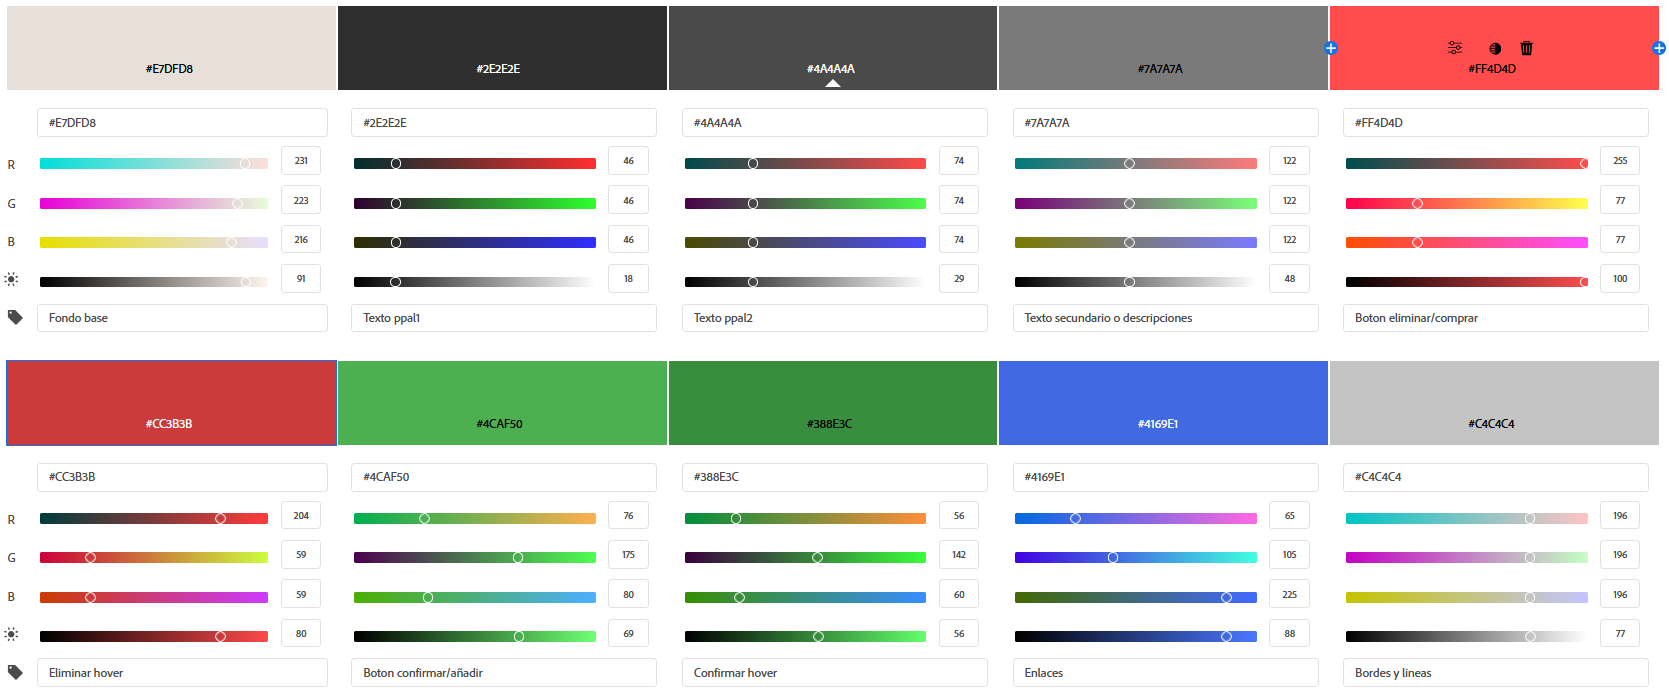 #E7DFD8 #2E2E2E #4A4A4A #7A7A7A #FF4D4D
#E7DFD8 #2E2E2E #4A4A4A #7A7A7A #FF4D4D
R 231 46 74 122 255
G 223 46 74 122 77
B 216 46 74 122 77
91 18 29 48 100
Fondo base Texto ppal1 Texto ppal2 Texto secundario o descripciones Boton eliminar/comprar
#CC3B3B #4CAF50 #388E3C #4169E1 #C4C4C4
#CC3B3B #4CAF50 #388E3C #4169E1 #C4C4C4
R 204 76 56 65 196
G 59 175 142 105 196
B 59 80 60 225 196
80 69 56 88 77
Eliminar hover Boton confirmar/añadir Confirmar hover Enlaces Bordes y lineas